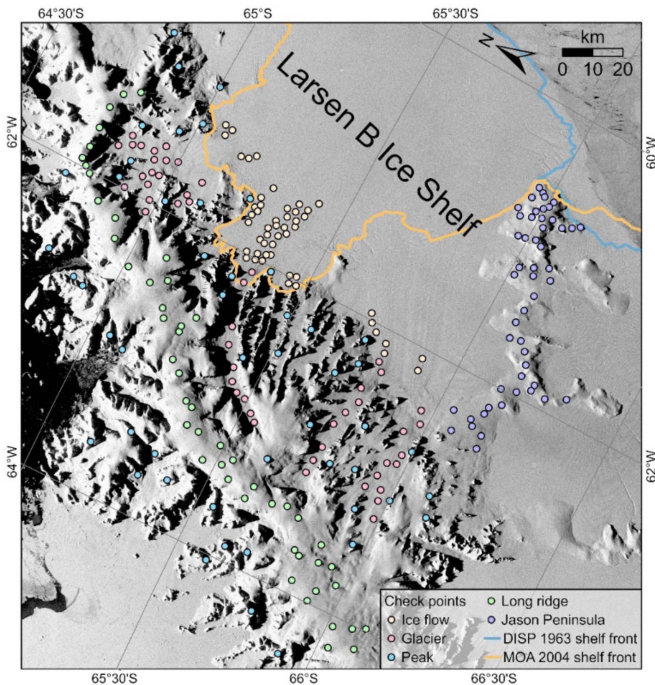 64°30'S
65°S
65°30'S
N
km
0 10 20
Larsen B Ice Shelf
62°W
60°W
64°W
62°W
Check points
Ice flow
Glacier
Peak
Long ridge
Jason Peninsula
DISP 1963 shelf front
MOA 2004 shelf front
65°30'S
66°S
66°30'S